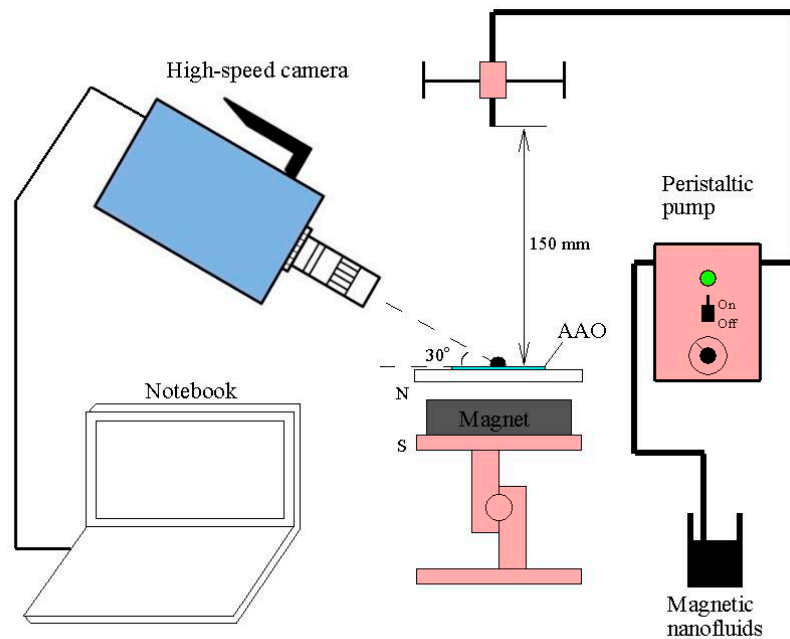 High-speed camera
150 mm
Peristaltic
pump
On
Off
AAO
30°
Notebook
N
Magnet
S
Magnetic
nanofluids